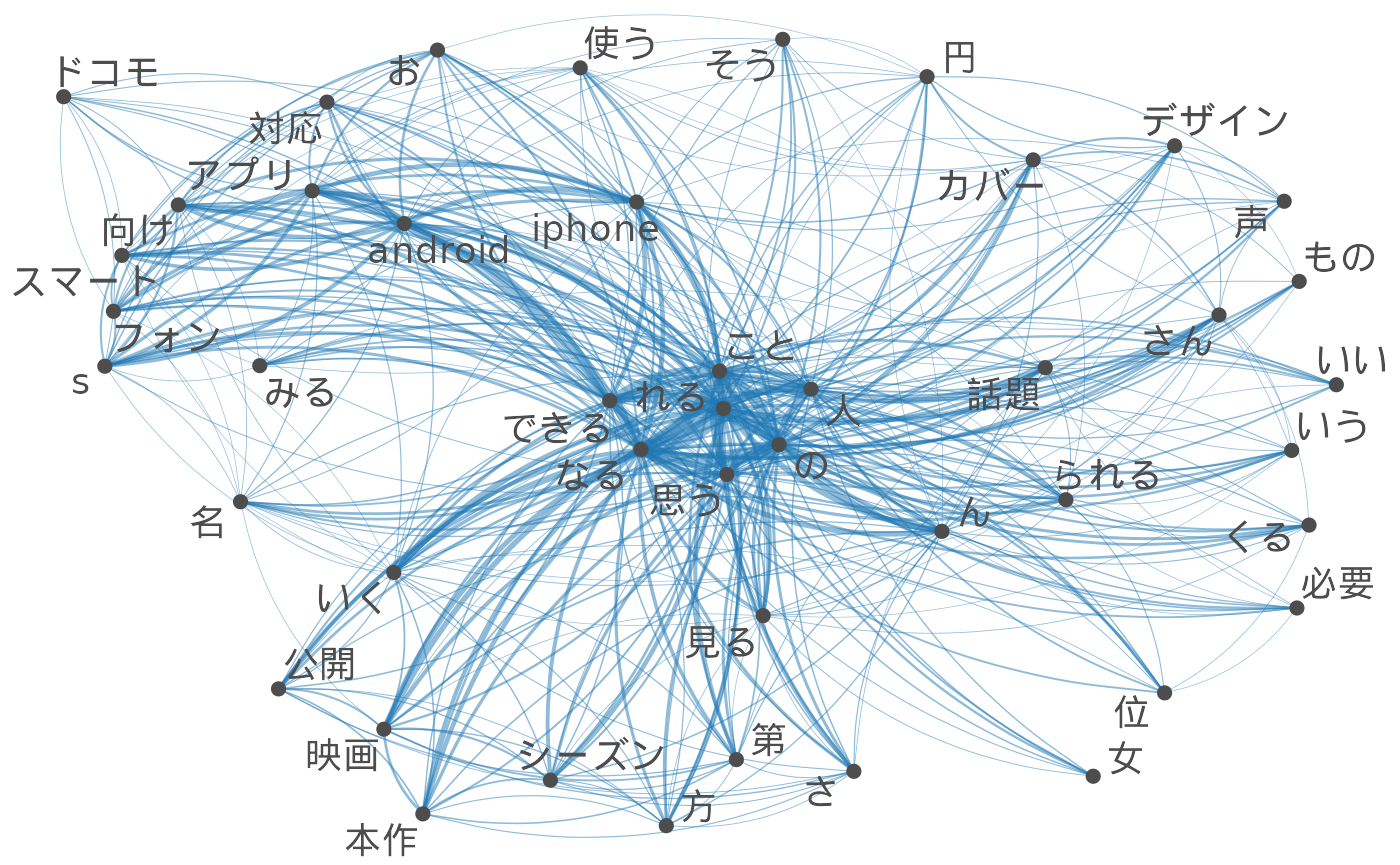 ドコモ
お
使う
そう
円
対応
デザイン
アプリ
カバー
向け
iphone
声
android
スマート
もの
フォン
こと
さん
s
みる
れる
人
話題
いい
できる
なる
思う
の
られる
いう
名
ん
くる
いく
必要
見る
公開
位
映画
シーズン
第
女
方
さ
本作